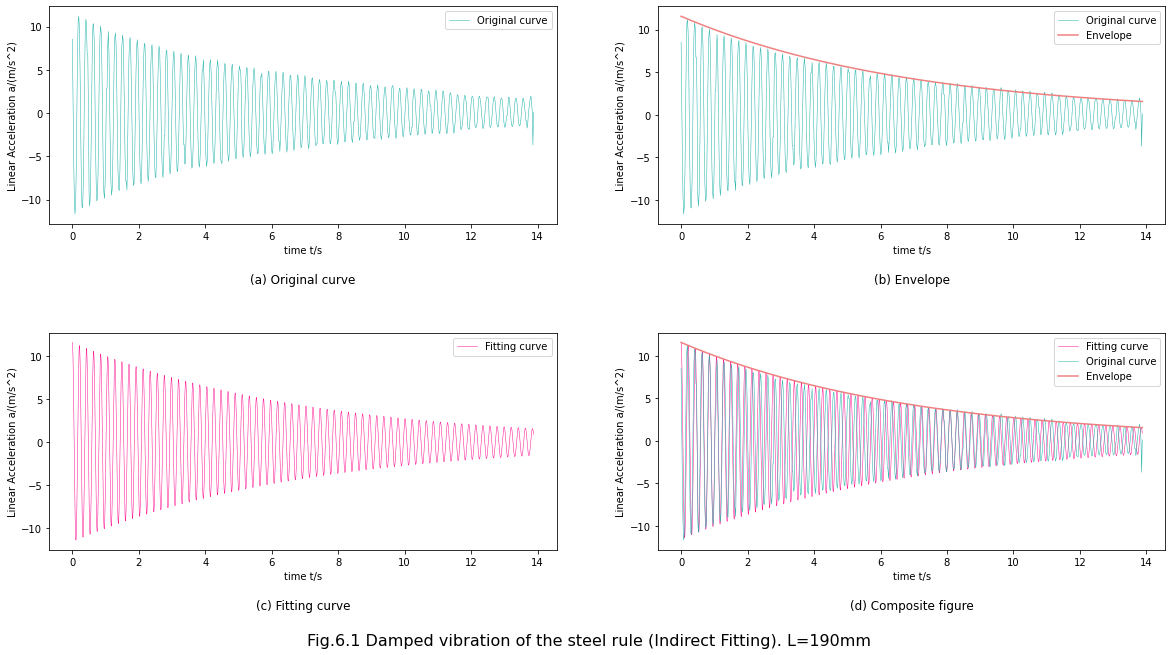 Original curve
10
5
0
−5
−10
Linear Acceleration a/(m/s^2)
0 2 4 6 8 10 12 14
time t/s
(a) Original curve
Original curve
Envelope
10
5
0
−5
−10
Linear Acceleration a/(m/s^2)
0 2 4 6 8 10 12 14
time t/s
(b) Envelope
Fitting curve
10
5
0
−5
−10
Linear Acceleration a/(m/s^2)
0 2 4 6 8 10 12 14
time t/s
(c) Fitting curve
Fitting curve
Original curve
Envelope
10
5
0
−5
−10
Linear Acceleration a/(m/s^2)
0 2 4 6 8 10 12 14
time t/s
(d) Composite figure
Fig.6.1 Damped vibration of the steel rule (Indirect Fitting). L=190mm